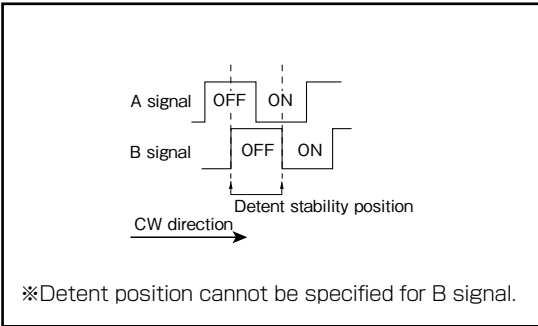 A signal OFF ON
B signal OFF ON
Detent stability position
CW direction
※Detent position cannot be specified for B signal.